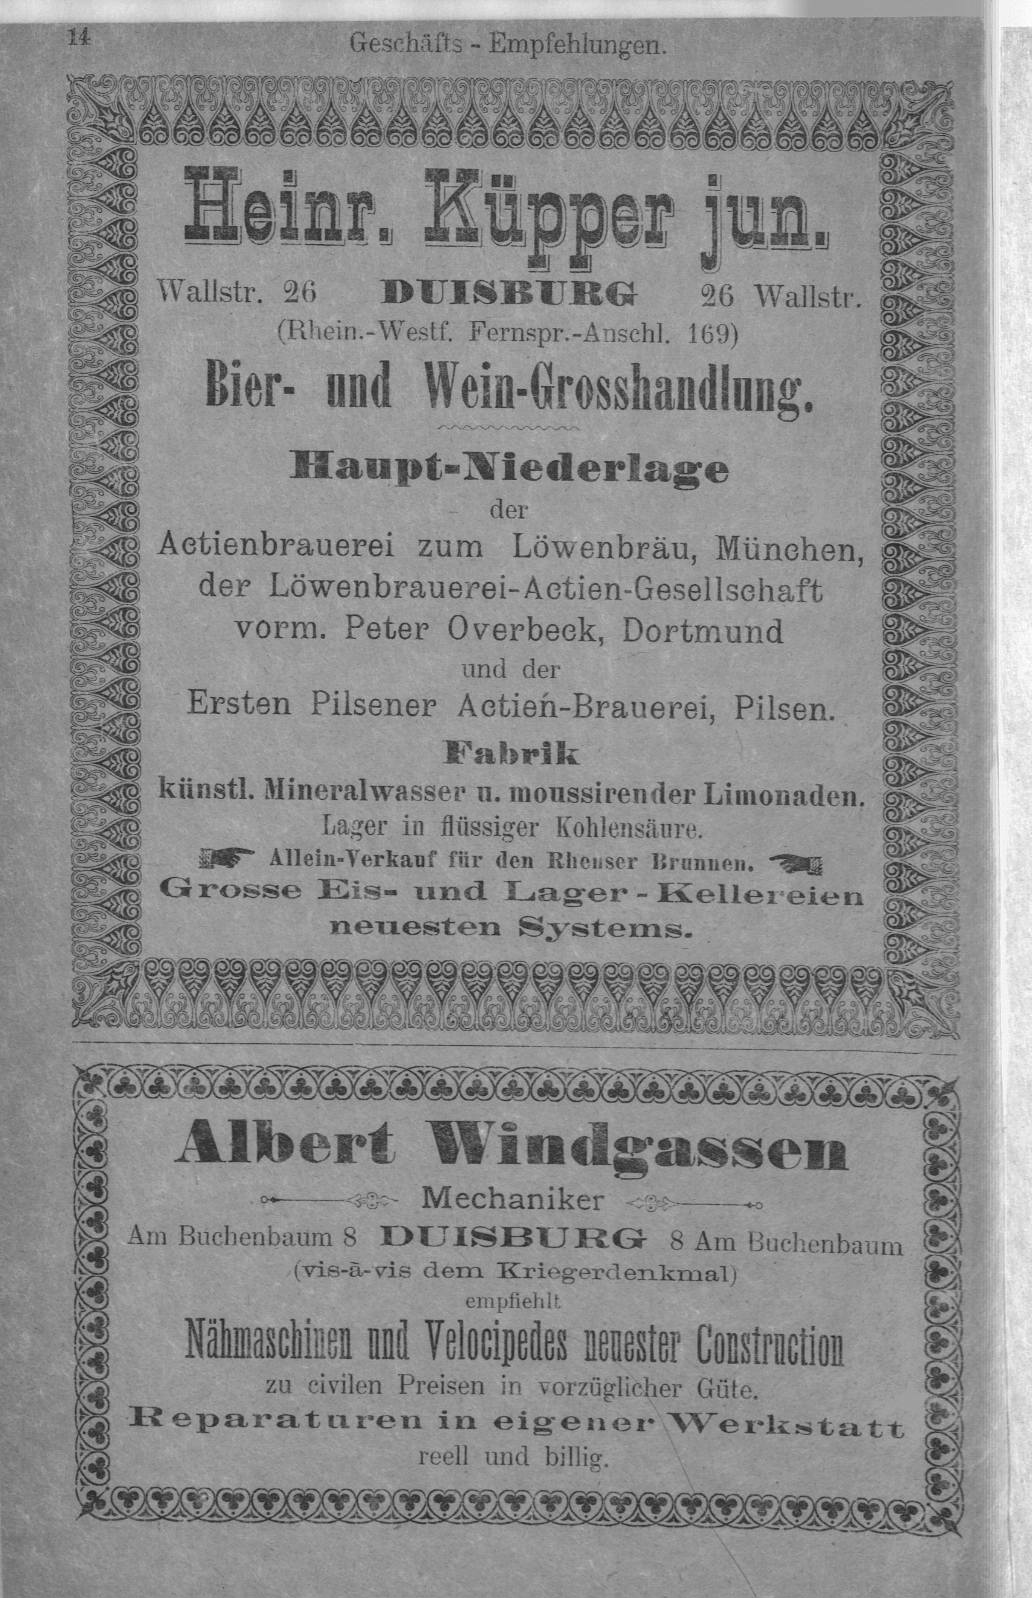 14
Geschäfts - Empfehlungen.
Heinr. Küpper jun.
Wallstr. 26 DUISBURG 26 Wallstr.
(Rhein.-Westf. Fernspr.-Anschl. 169)
Bier- und Wein-Grosshandlung.
Haupt-Niederlage
der
Actienbrauerei zum Löwenbräu, München,
der Löwenbrauerei-Actien-Gesellschaft
vorm. Peter Overbeck, Dortmund
und der
Ersten Pilsener Actien-Brauerei, Pilsen.
Fabrik
künstl. Mineralwasser u. moussirender Limonaden.
Lager in flüssiger Kohlensäure.
Allein-Verkauf für den Rhenser Brunnen.
Grosse Eis- und Lager-Kellereien
neuesten Systems.
Albert Windgassen
Mechaniker
Am Buchenbaum 8 DUISBURG 8 Am Buchenbaum
(vis-à-vis dem Kriegerdenkmal)
empfiehlt
Nähmaschinen und Velocipedes neuester Construction
zu civilen Preisen in vorzüglicher Güte.
Reparaturen in eigener Werkstatt
reell und billig.